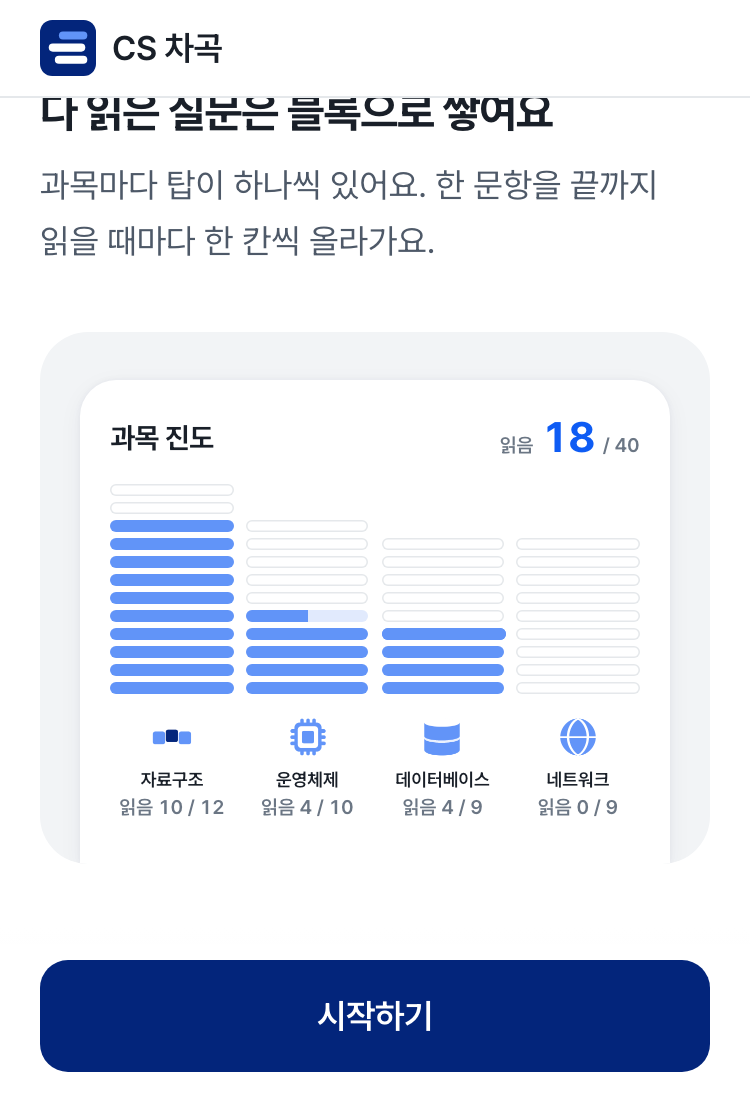 CS 차곡
다 읽은 질문은 블록으로 쌓여요
과목마다 탑이 하나씩 있어요. 한 문항을 끝까지
읽을 때마다 한 칸씩 올라가요.
과목 진도
읽음 18 / 40
자료구조
읽음 10 / 12
운영체제
읽음 4 / 10
데이터베이스
읽음 4 / 9
네트워크
읽음 0 / 9
시작하기